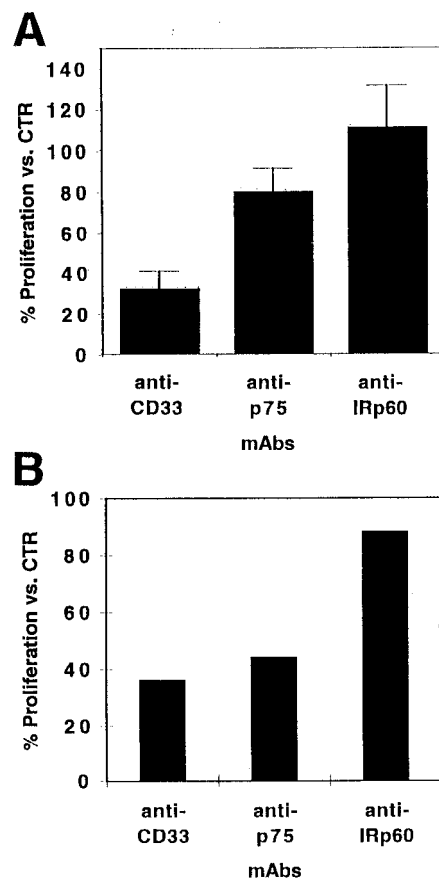 A
140
120
100
80
60
40
20
0
% Proliferation vs. CTR
anti-
CD33
anti-
p75
anti-
IRp60
mAbs
B
100
80
60
40
20
0
% Proliferation vs. CTR
anti-
CD33
anti-
p75
anti-
IRp60
mAbs